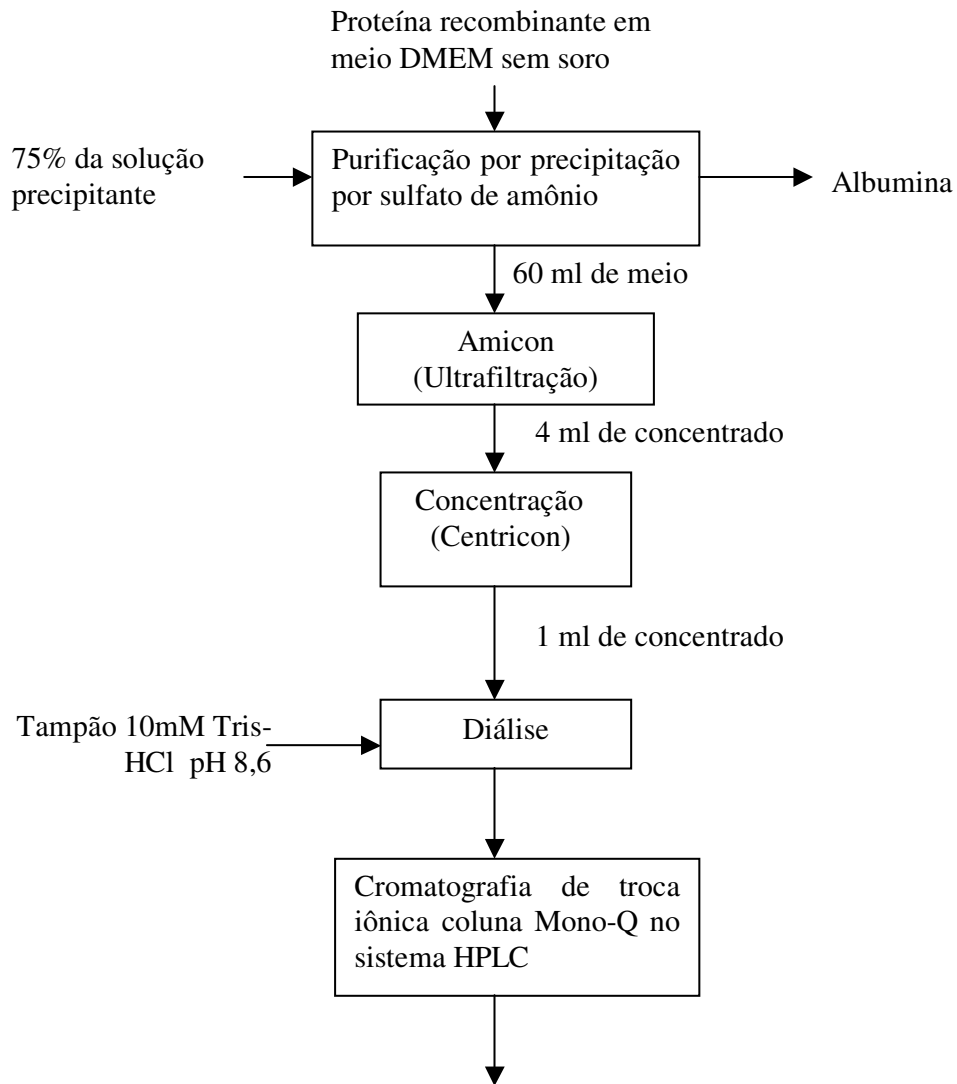 Proteína recombinante em
meio DMEM sem soro
75% da solução
precipitante
Purificação por precipitação
por sulfato de amônio
Albumina
60 ml de meio
Amicon
(Ultrafiltração)
4 ml de concentrado
Concentração
(Centricon)
1 ml de concentrado
Tampão 10mM Tris-
HCl pH 8,6
Diálise
Cromatografia de troca
iônica coluna Mono-Q no
sistema HPLC